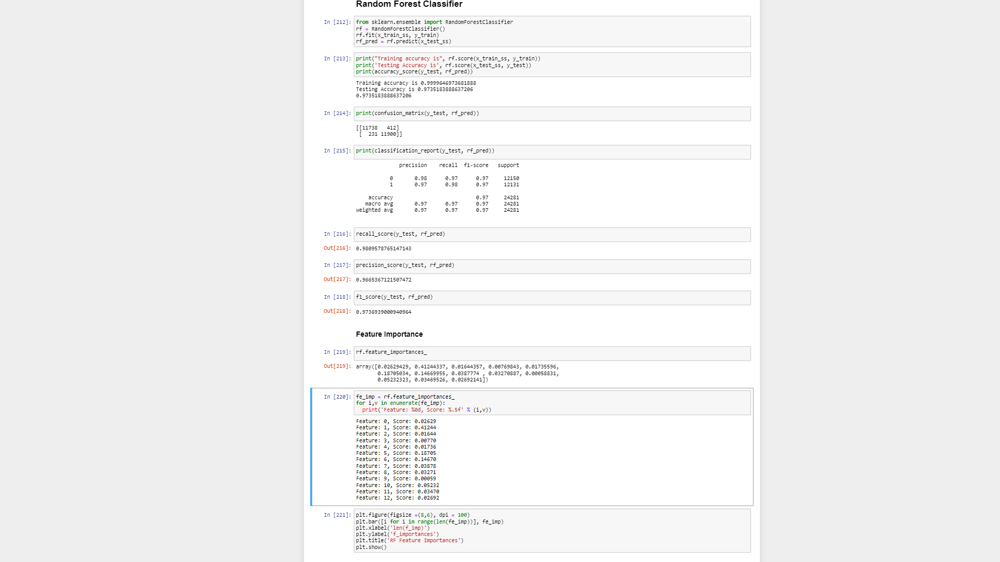 Random Forest Classifier
In [212]: from sklearn.ensemble import RandomForestClassifier
rf = RandomForestClassifier()
rf.fit(x_train_ss, y_train)
rf_pred = rf.predict(x_test_ss)
In [213]: print("Training accuracy is", rf.score(x_train_ss, y_train))
print('Testing Accuracy is', rf.score(x_test_ss, y_test))
print(accuracy_score(y_test, rf_pred))
Training accuracy is 0.9999646973681888
Testing Accuracy is 0.9735183888637206
0.9735183888637206
In [214]: print(confusion_matrix(y_test, rf_pred))
[[11738   412]
[  231 11900]]
In [215]: print(classification_report(y_test, rf_pred))
precision    recall  f1-score   support
0       0.98      0.97      0.97     12150
1       0.97      0.98      0.97     12131
accuracy                           0.97     24281
macro avg       0.97      0.97      0.97     24281
weighted avg       0.97      0.97      0.97     24281
In [216]: recall_score(y_test, rf_pred)
Out[216]: 0.9809578765147143
In [217]: precision_score(y_test, rf_pred)
Out[217]: 0.9665367121507472
In [218]: f1_score(y_test, rf_pred)
Out[218]: 0.9736939000940964
Feature Importance
In [219]: rf.feature_importances_
Out[219]: array([0.02629429, 0.41244337, 0.01644357, 0.00769843, 0.01735596,
0.18705034, 0.14669955, 0.0387774 , 0.03270887, 0.00058831,
0.05232323, 0.03469526, 0.02692141])
In [220]: fe_imp = rf.feature_importances_
for i,v in enumerate(fe_imp):
print('Feature: %0d, Score: %.5f' % (i,v))
Feature: 0, Score: 0.02629
Feature: 1, Score: 0.41244
Feature: 2, Score: 0.01644
Feature: 3, Score: 0.00770
Feature: 4, Score: 0.01736
Feature: 5, Score: 0.18705
Feature: 6, Score: 0.14670
Feature: 7, Score: 0.03878
Feature: 8, Score: 0.03271
Feature: 9, Score: 0.00059
Feature: 10, Score: 0.05232
Feature: 11, Score: 0.03470
Feature: 12, Score: 0.02692
In [221]: plt.figure(figsize =(8,6), dpi = 100)
plt.bar([i for i in range(len(fe_imp))], fe_imp)
plt.xlabel('len(f_imp)')
plt.ylabel('f_importances')
plt.title('RF Feature Importances')
plt.show()